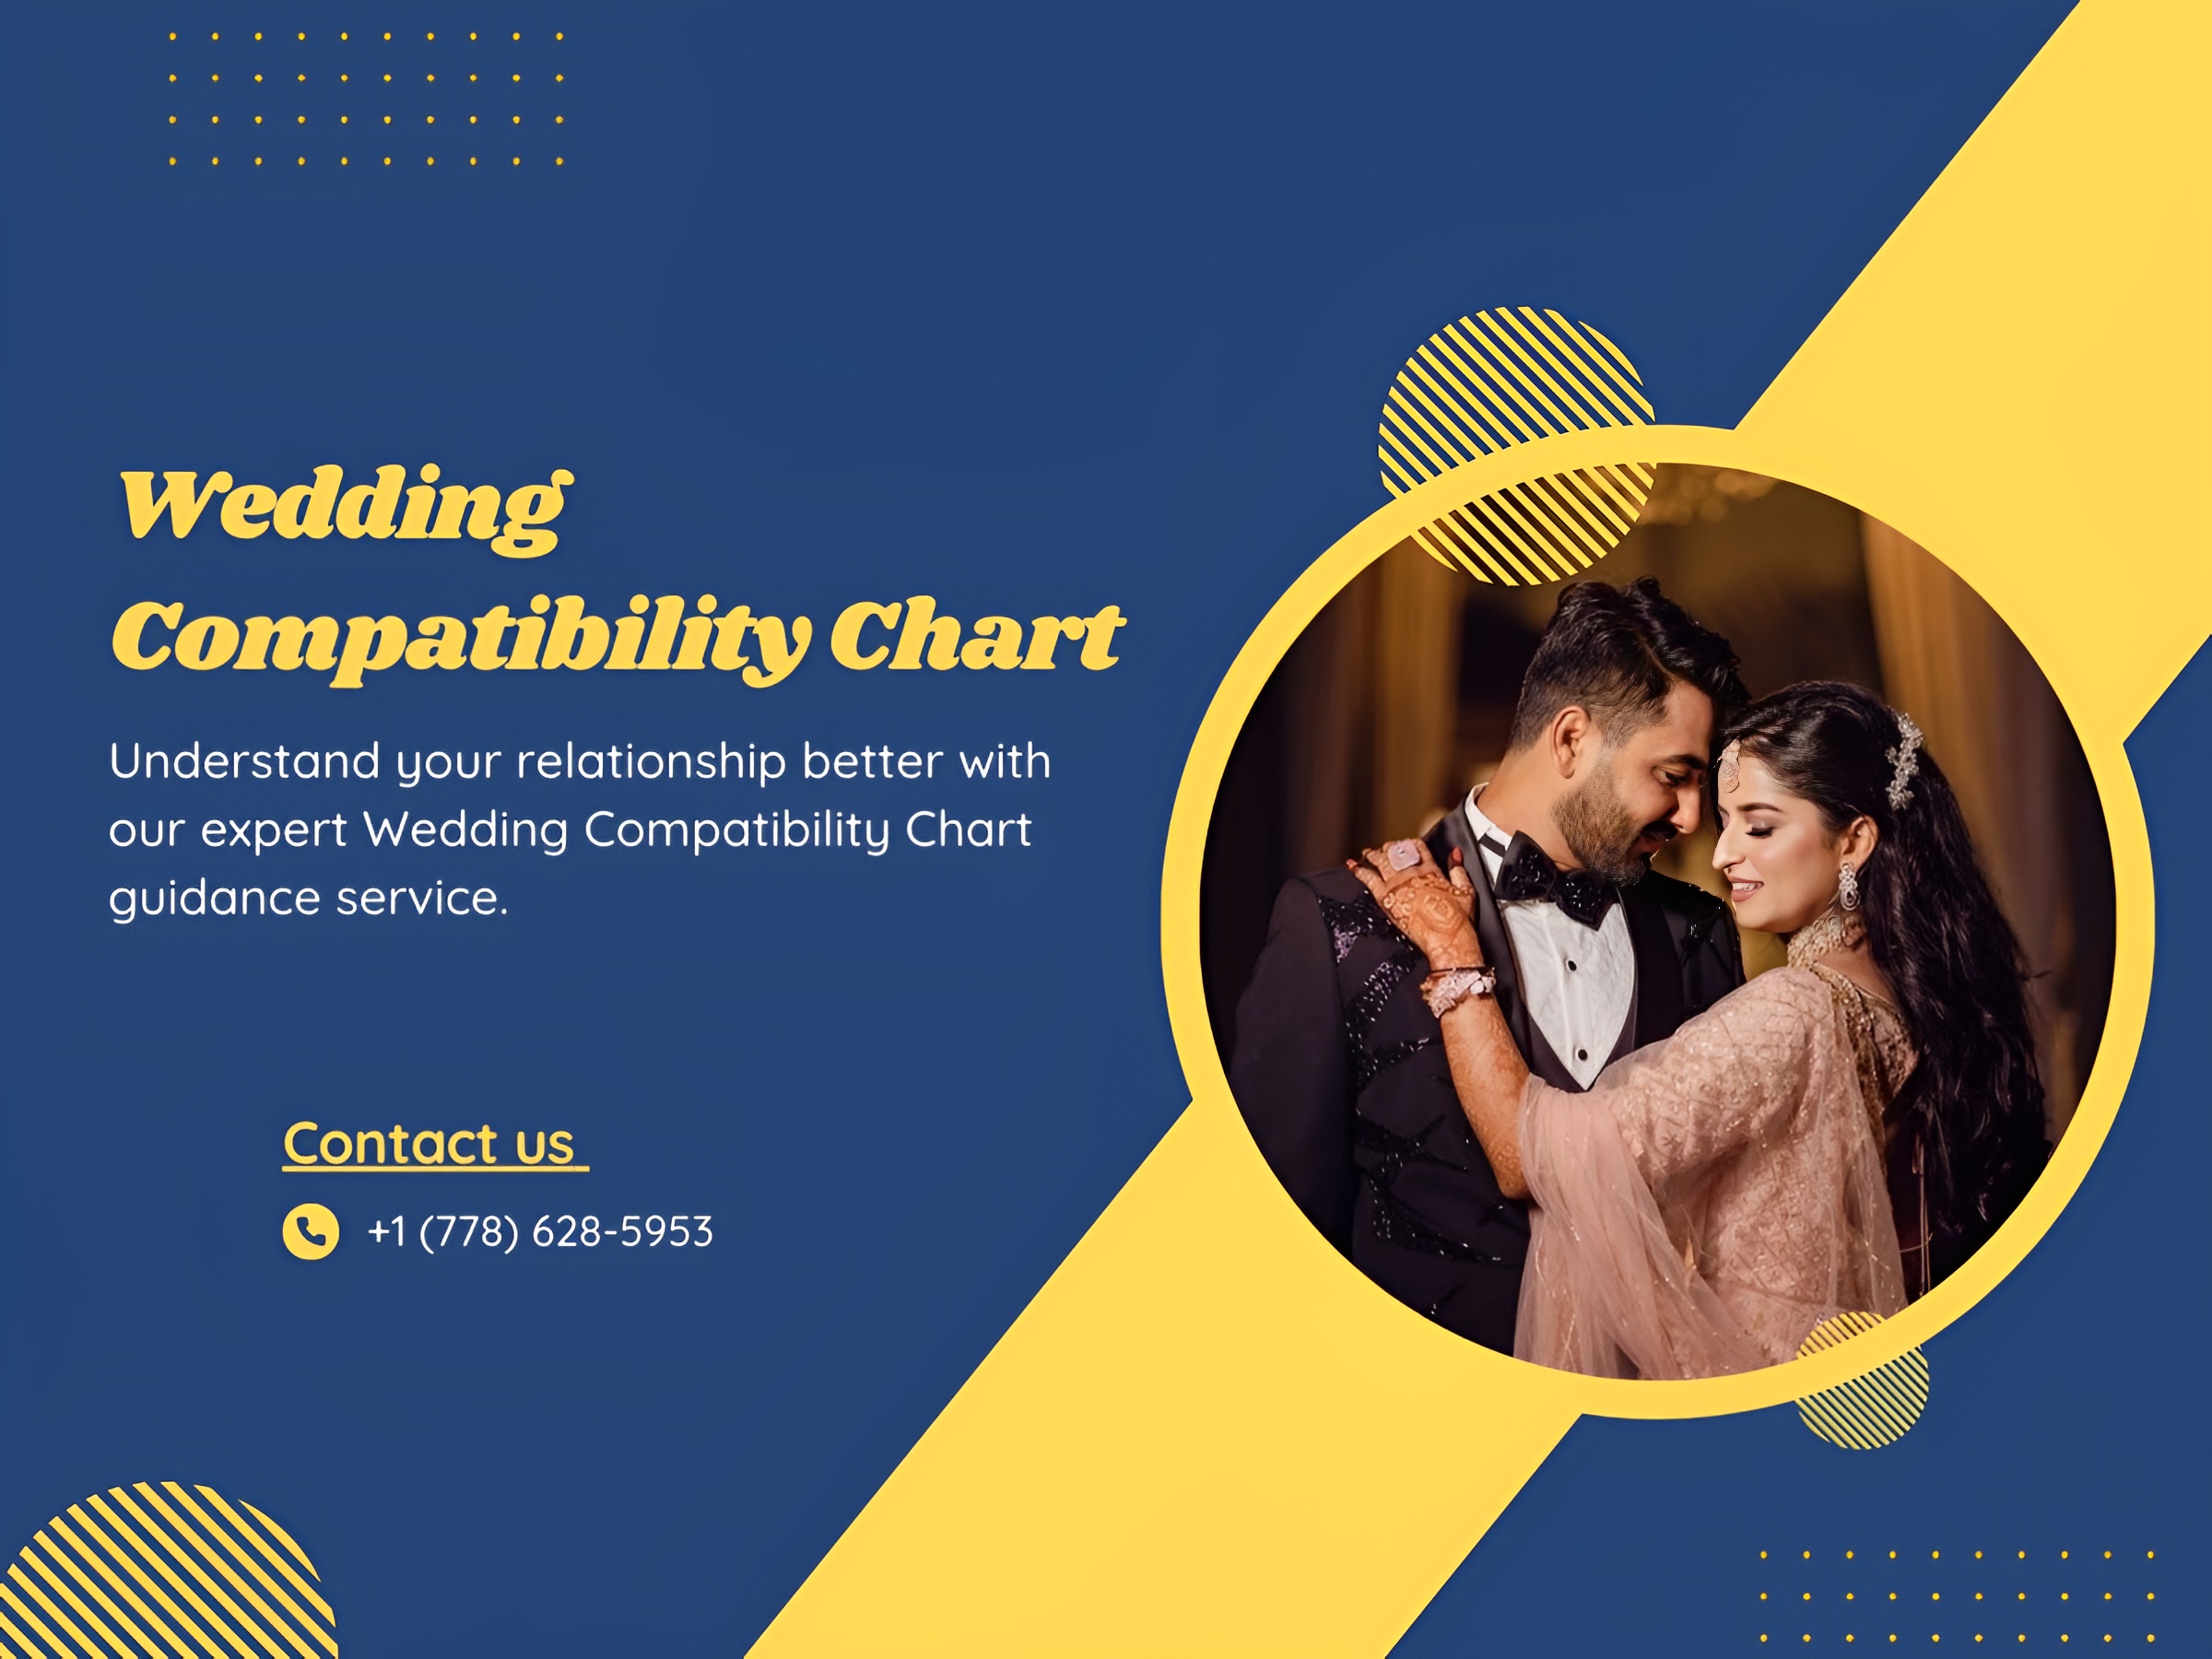 Wedding
Compatibility Chart
Understand your relationship better with
our expert Wedding Compatibility Chart
guidance service.
Contact us
+1 (778) 628-5953